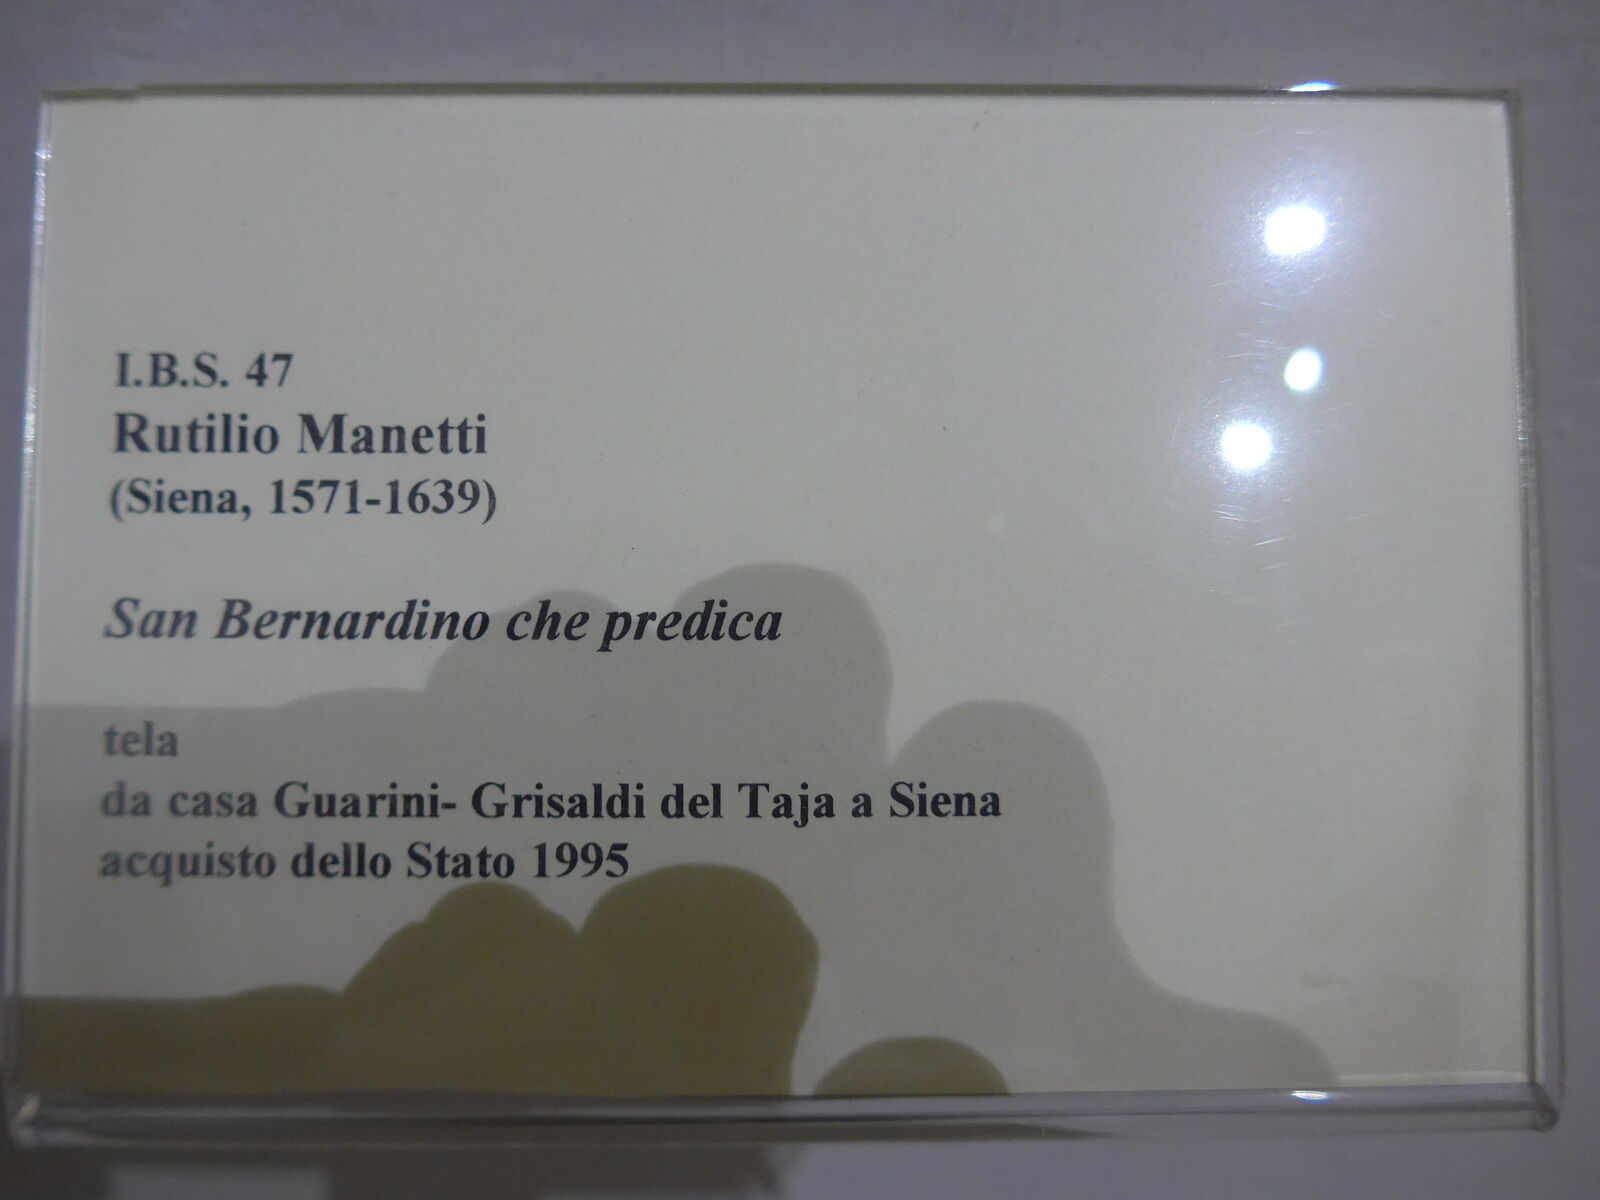 I.B.S. 47
Rutilio Manetti
(Siena, 1571-1639)
San Bernardino che predica
tela
da casa Guarini- Grisaldi del Taja a Siena
acquisto dello Stato 1995